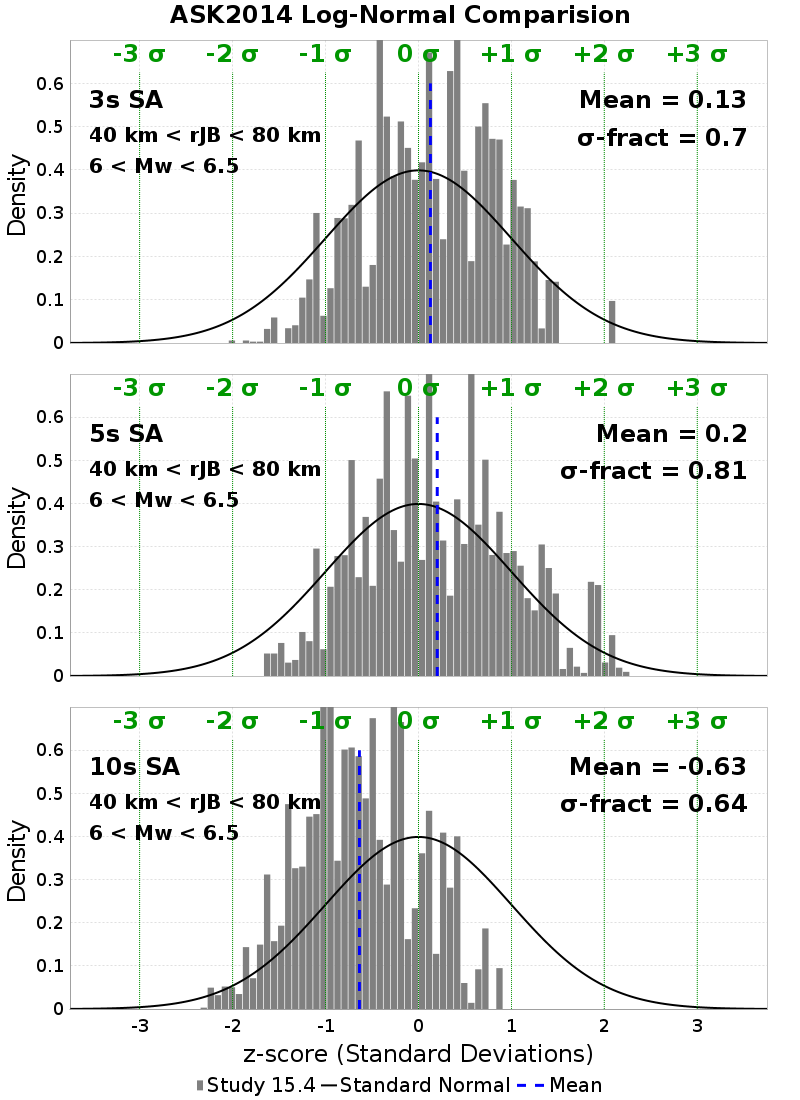 ASK2014 Log-Normal Comparision
-3 σ -2 σ -1 σ 0 σ +1 σ +2 σ +3 σ
3s SA
Mean = 0.13
40 km < rJB < 80 km
σ-fract = 0.7
6 < Mw < 6.5
Density
0.6
0.5
0.4
0.3
0.2
0.1
0
-3 σ -2 σ -1 σ 0 σ +1 σ +2 σ +3 σ
5s SA
Mean = 0.2
40 km < rJB < 80 km
σ-fract = 0.81
6 < Mw < 6.5
Density
0.6
0.5
0.4
0.3
0.2
0.1
0
-3 σ -2 σ -1 σ 0 σ +1 σ +2 σ +3 σ
10s SA
Mean = -0.63
40 km < rJB < 80 km
σ-fract = 0.64
6 < Mw < 6.5
Density
0.6
0.5
0.4
0.3
0.2
0.1
0
-3 -2 -1 0 1 2 3
z-score (Standard Deviations)
Study 15.4 Standard Normal Mean